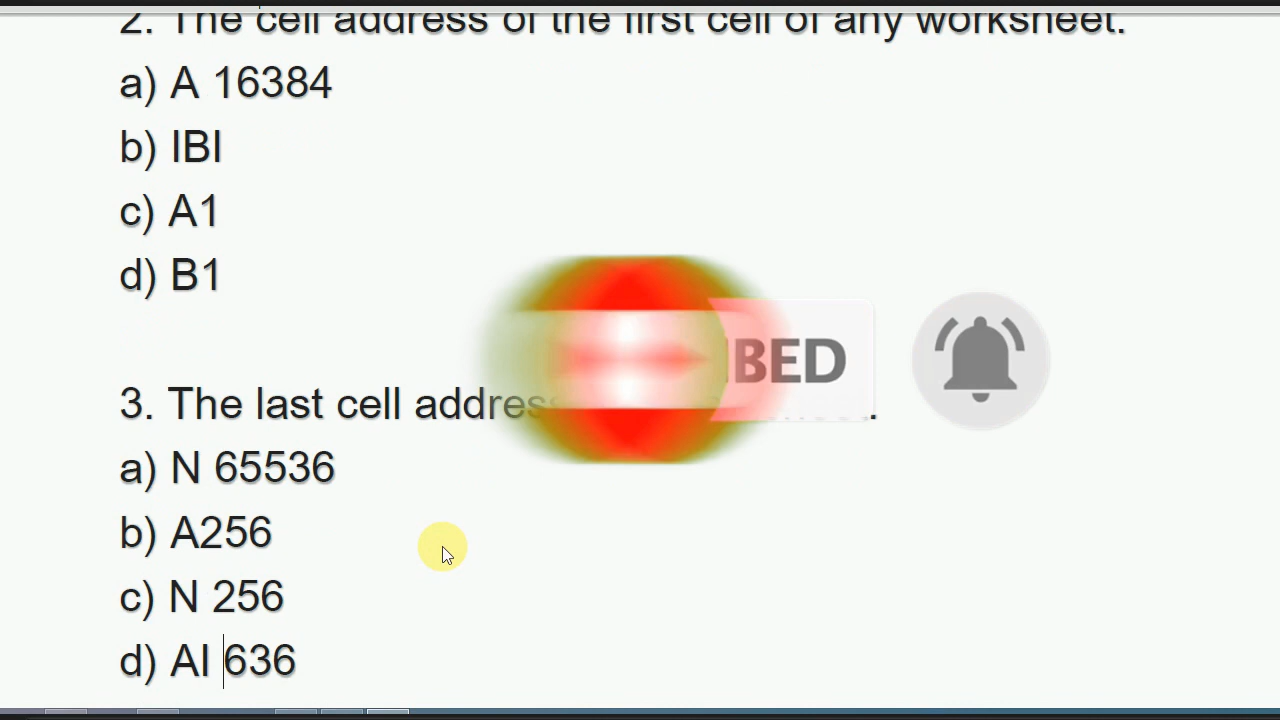 2. The cell address of the first cell of any worksheet.
a) A 16384
b) IBI
c) A1
d) B1
BED
3. The last cell address
a) N 65536
b) A256
c) N 256
d) AI 636